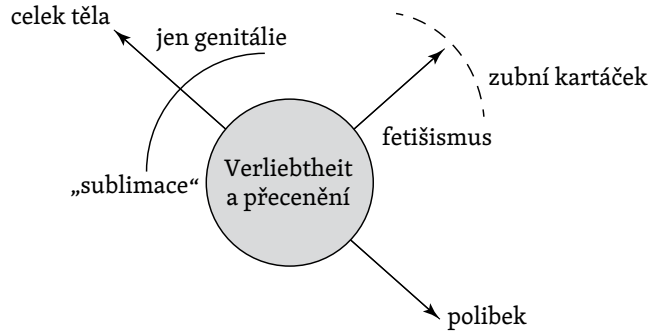 celek těla
jen genitálie
zubní kartáček
fetišismus
„sublimace“
Verliebtheit
a přecenění
polibek